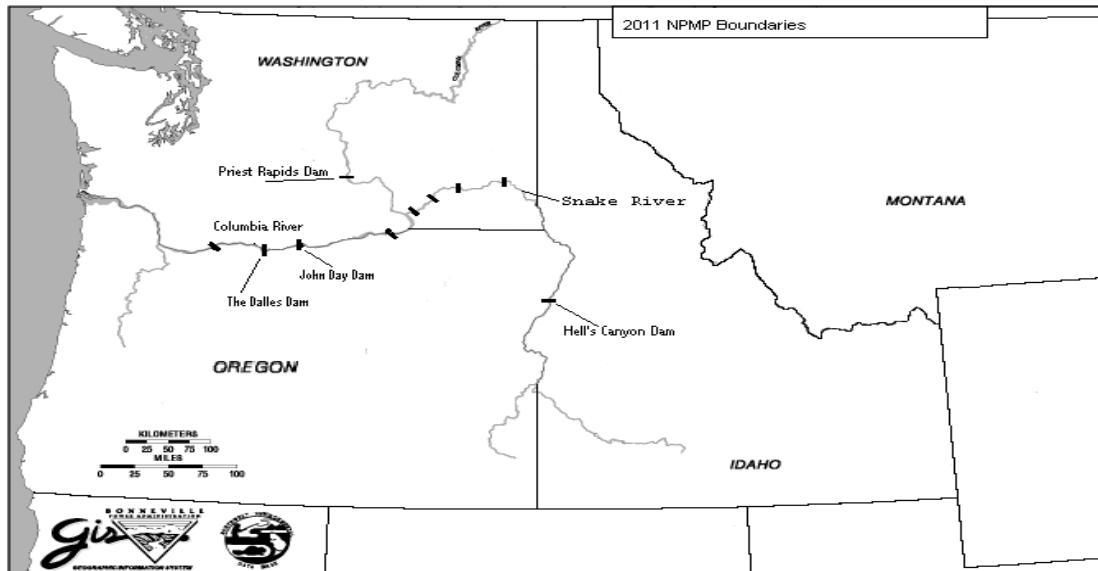 2011 NPMP Boundaries
WASHINGTON
Priest Rapids Dam
Snake River
MONTANA
Columbia River
John Day Dam
The Dalles Dam
Hell's Canyon Dam
OREGON
KILOMETERS
0 25 50 75 100
MILES
0 25 50 75 100
IDAHO
BONNEVILLE
POWER ADMINISTRATION
Gis
GEOGRAPHIC INFORMATION SYSTEM